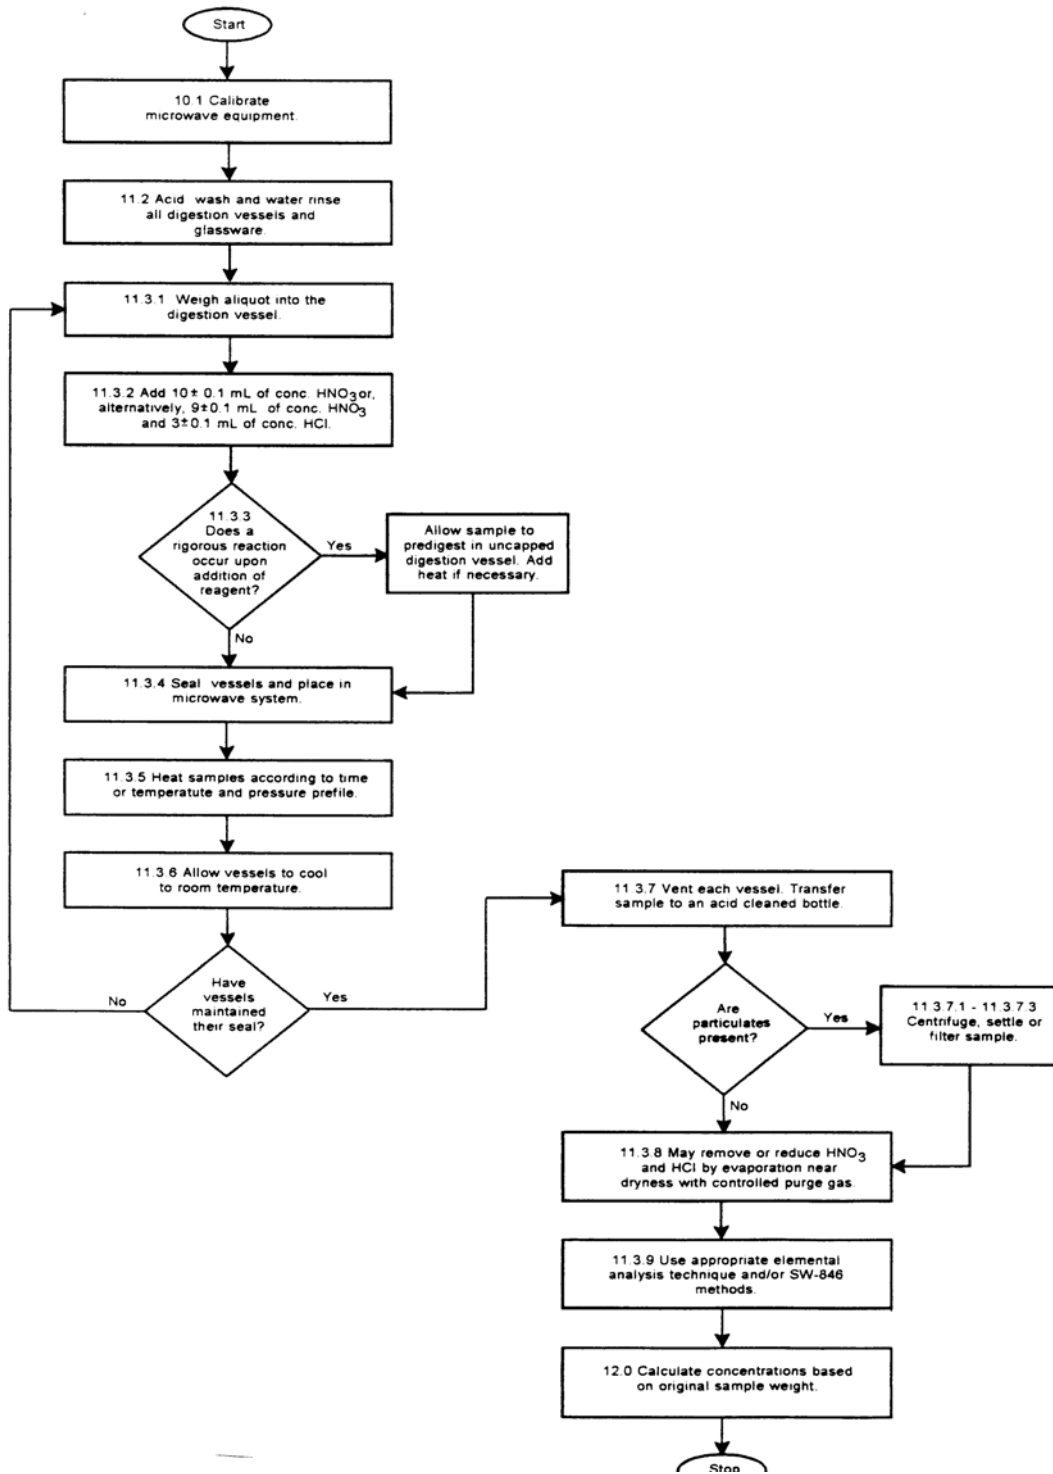 Start
10.1 Calibrate
microwave equipment.
11.2 Acid wash and water rinse
all digestion vessels and
glassware.
11.3.1 Weigh aliquot into the
digestion vessel.
11.3.2 Add 10± 0.1 mL of conc. HNO3 or,
alternatively, 9±0.1 mL of conc. HNO3
and 3±0.1 mL of conc. HCl.
11.3.3
Does a
rigorous reaction
occur upon
addition of
reagent?
Yes
Allow sample to
predigest in uncapped
digestion vessel. Add
heat if necessary.
No
11.3.4 Seal vessels and place in
microwave system.
11.3.5 Heat samples according to time
or temperatute and pressure prefile.
11.3.6 Allow vessels to cool
to room temperature.
Have
vessels
maintained
their seal?
No
Yes
11.3.7 Vent each vessel. Transfer
sample to an acid cleaned bottle.
Are
particulates
present?
Yes
11.3.7.1 - 11.3.7.3
Centrifuge, settle or
filter sample.
No
11.3.8 May remove or reduce HNO3
and HCl by evaporation near
dryness with controlled purge gas.
11.3.9 Use appropriate elemental
analysis technique and/or SW-846
methods.
12.0 Calculate concentrations based
on original sample weight.
Stop